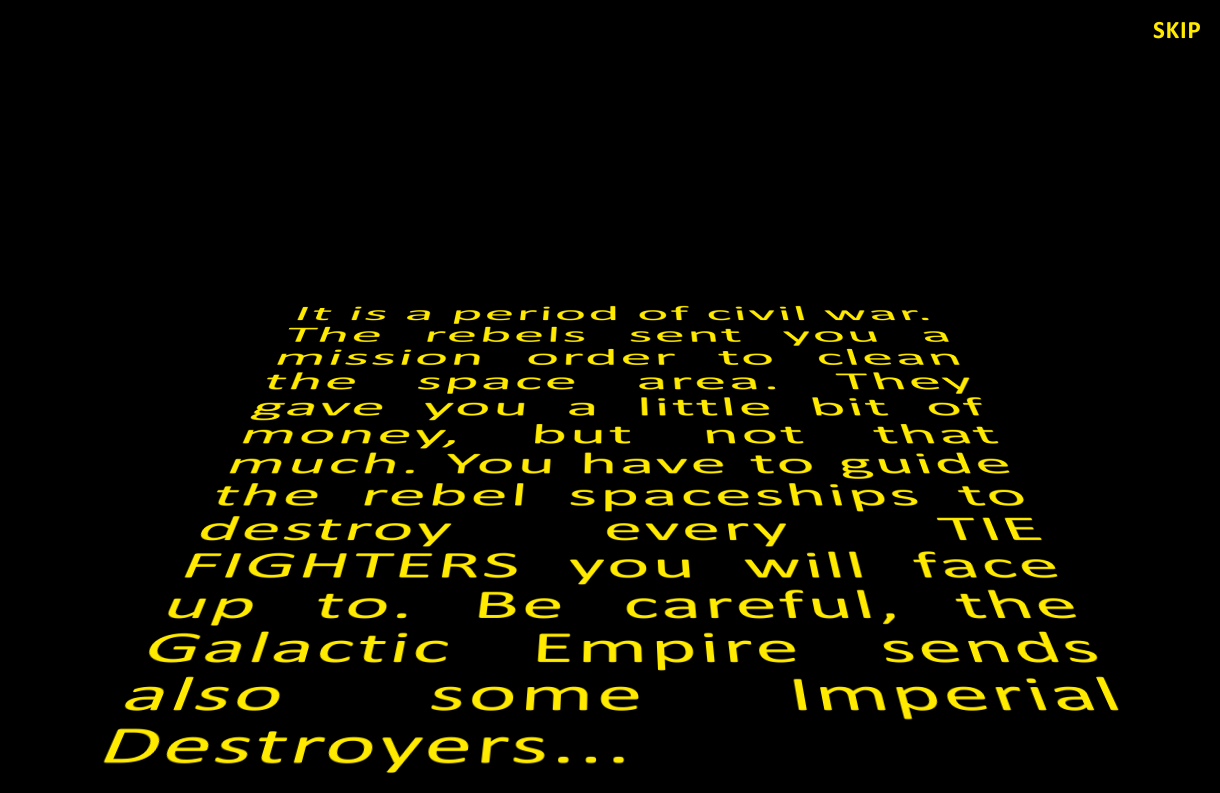 SKIP
It is a period of civil war.
The rebels sent you a
mission order to clean
the space area. They
gave you a little bit of
money, but not that
much. You have to guide
the rebel spaceships to
destroy every TIE
FIGHTERS you will face
up to. Be careful, the
Galactic Empire sends
also some Imperial
Destroyers...